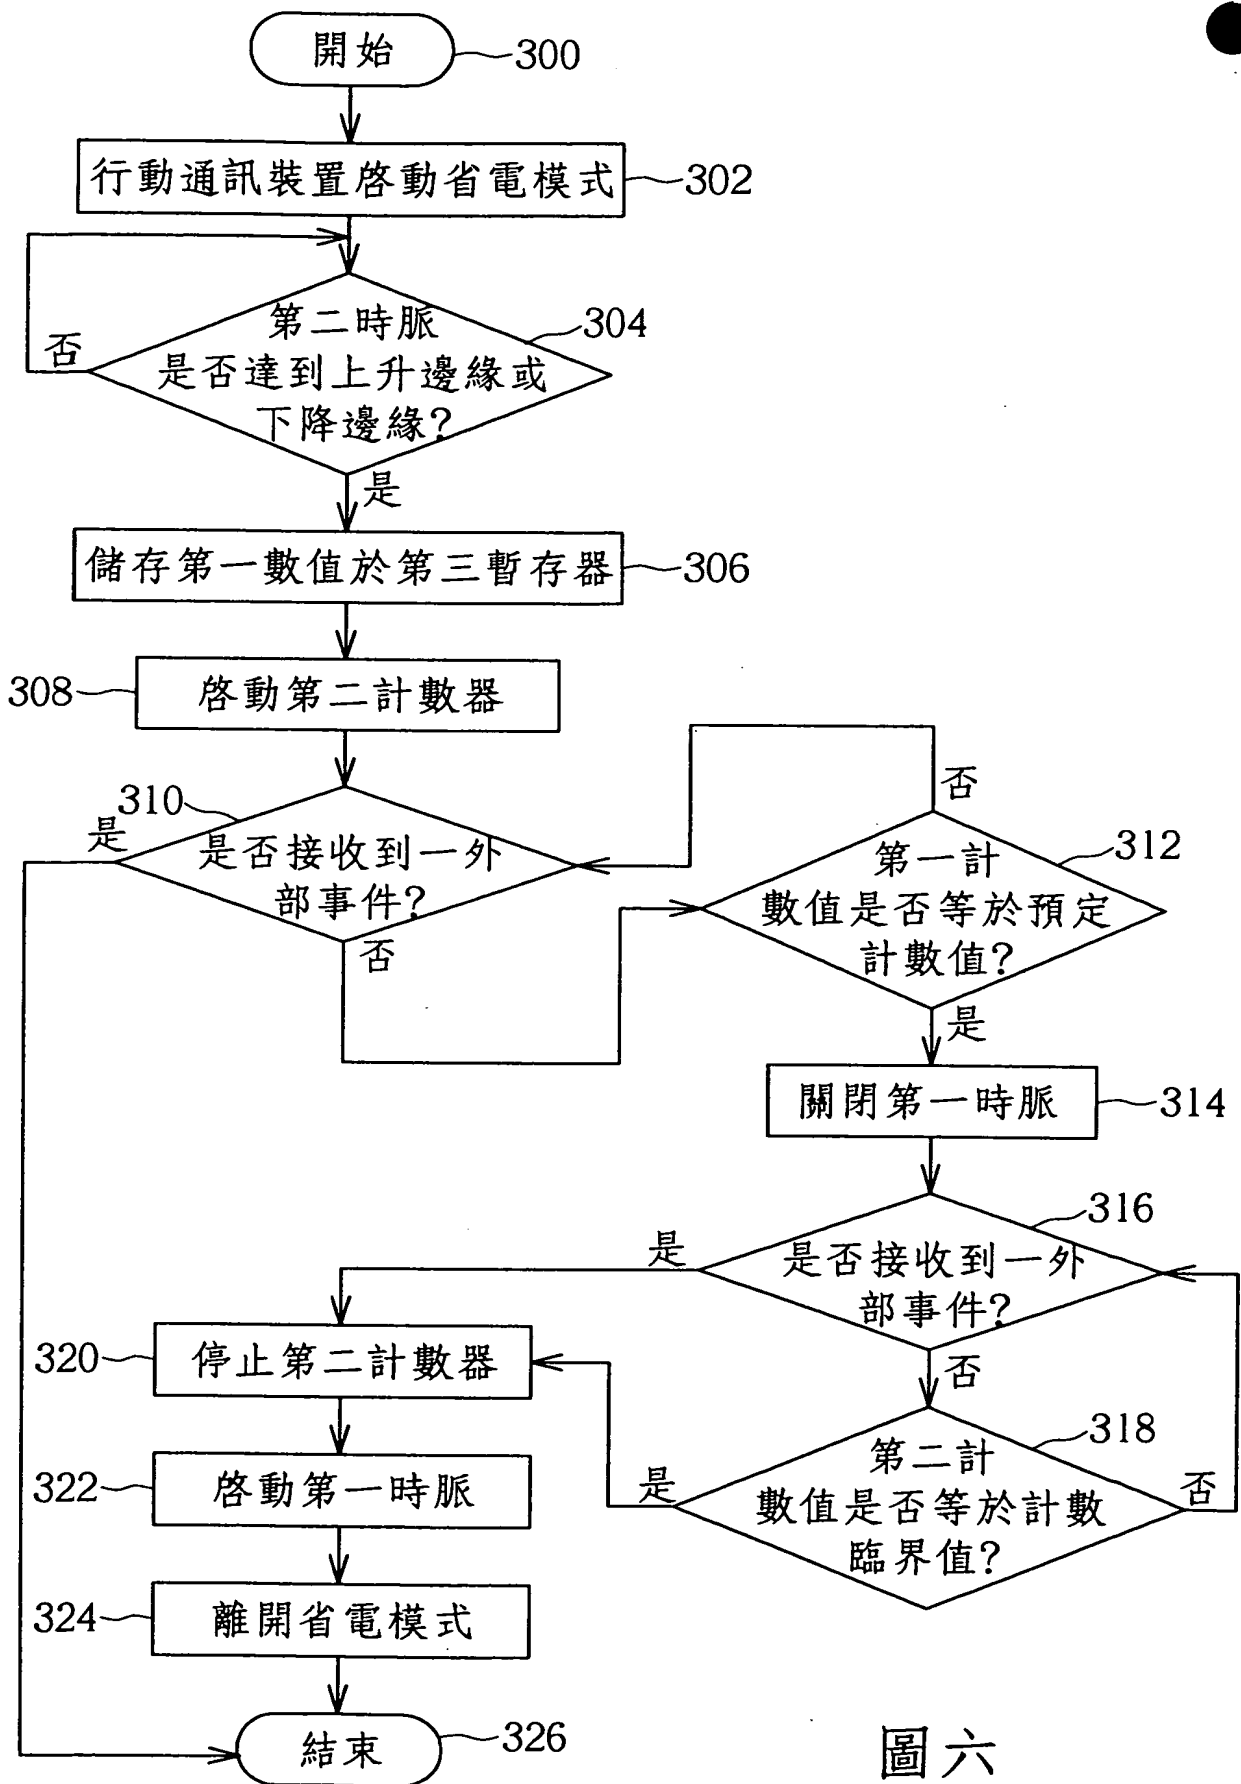 開始
300
行動通訊裝置啓動省電模式
302
第二時脈
是否達到上升邊緣或
下降邊緣?
304
否
是
儲存第一數值於第三暫存器
306
308
啓動第二計數器
310
是
是否接收到一外
部事件?
否
否
312
第一計
數值是否等於預定
計數值?
是
關閉第一時脈
314
316
是
是否接收到一外
部事件?
否
320
停止第二計數器
318
第二計
數值是否等於計數
臨界值?
是
否
322
啓動第一時脈
324
離開省電模式
結束
326
圖六